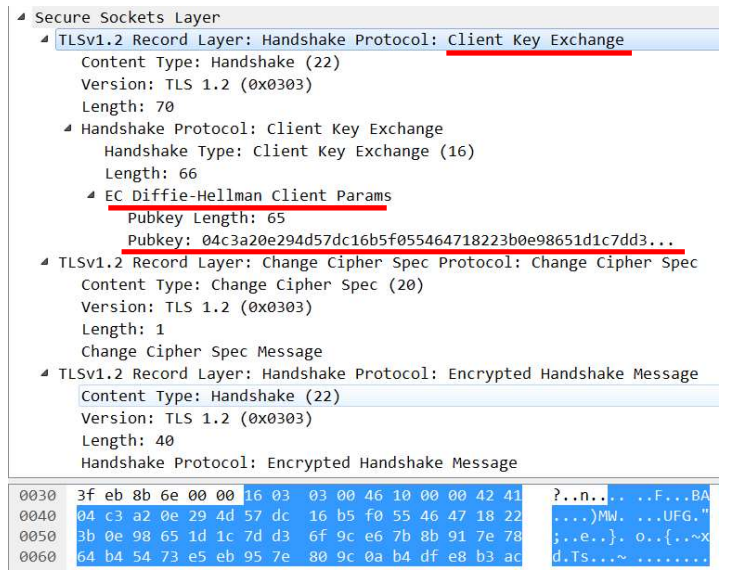 Secure Sockets Layer
TLSv1.2 Record Layer: Handshake Protocol: Client Key Exchange
Content Type: Handshake (22)
Version: TLS 1.2 (0x0303)
Length: 70
Handshake Protocol: Client Key Exchange
Handshake Type: Client Key Exchange (16)
Length: 66
EC Diffie-Hellman Client Params
Pubkey Length: 65
Pubkey: 04c3a20e294d57dc16b5f055464718223b0e98651d1c7dd3...
TLSv1.2 Record Layer: Change Cipher Spec Protocol: Change Cipher Spec
Content Type: Change Cipher Spec (20)
Version: TLS 1.2 (0x0303)
Length: 1
Change Cipher Spec Message
TLSv1.2 Record Layer: Handshake Protocol: Encrypted Handshake Message
Content Type: Handshake (22)
Version: TLS 1.2 (0x0303)
Length: 40
Handshake Protocol: Encrypted Handshake Message
0030 3f eb 8b 6e 00 00 16 03 03 00 46 10 00 00 42 41 ?..n.... ..F...BA
0040 04 c3 a2 0e 29 4d 57 dc 16 b5 f0 55 46 47 18 22 ....)MW. ...UFG."
0050 3b 0e 98 65 1d 1c 7d d3 6f 9c e6 7b 8b 91 7e 78 ;..e..}. o..{..~x
0060 64 b4 54 73 e5 eb 95 7e 80 9c 0a b4 df e8 b3 ac d.Ts...~ ........